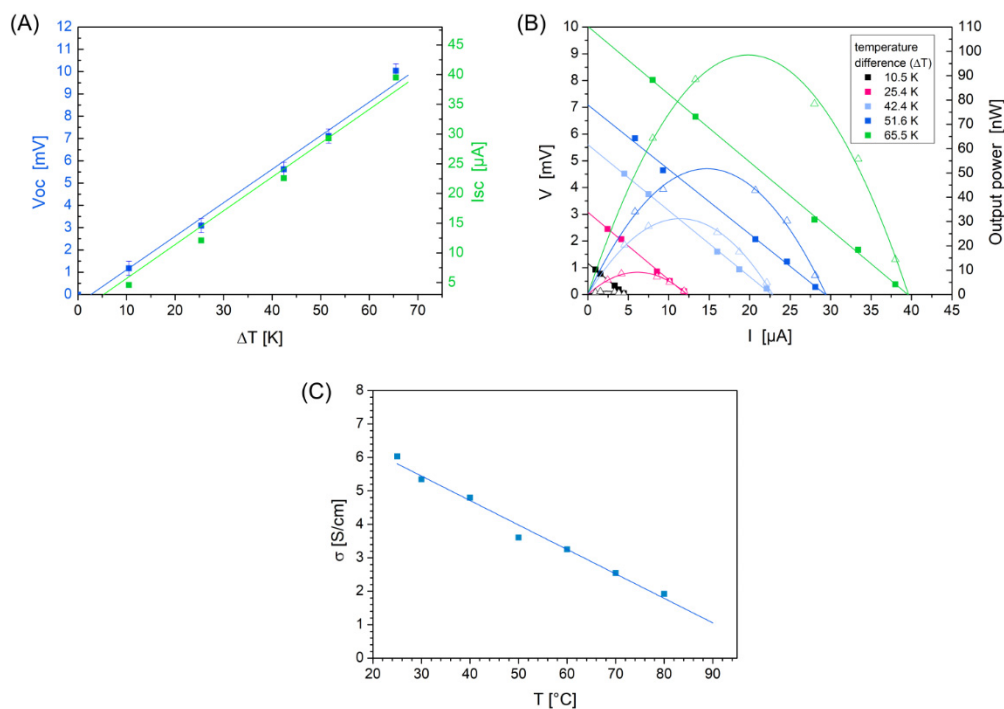 (A)
12
11
10
9
8
7
6
5
4
3
2
1
0
Voc [mV]
45
40
35
30
25
20
15
10
5
Isc [µA]
0 10 20 30 40 50 60 70 75
ΔT [K]
(B)
10
9
8
7
6
5
4
3
2
1
0
V [mV]
110
100
90
80
70
60
50
40
30
20
10
0
Output power [nW]
temperature
difference (ΔT)
10.5 K
25.4 K
42.4 K
51.6 K
65.5 K
0 5 10 15 20 25 30 35 40 45
I [µA]
(C)
8
7
6
5
4
3
2
1
0
σ [S/cm]
20 30 40 50 60 70 80 90
T [°C]